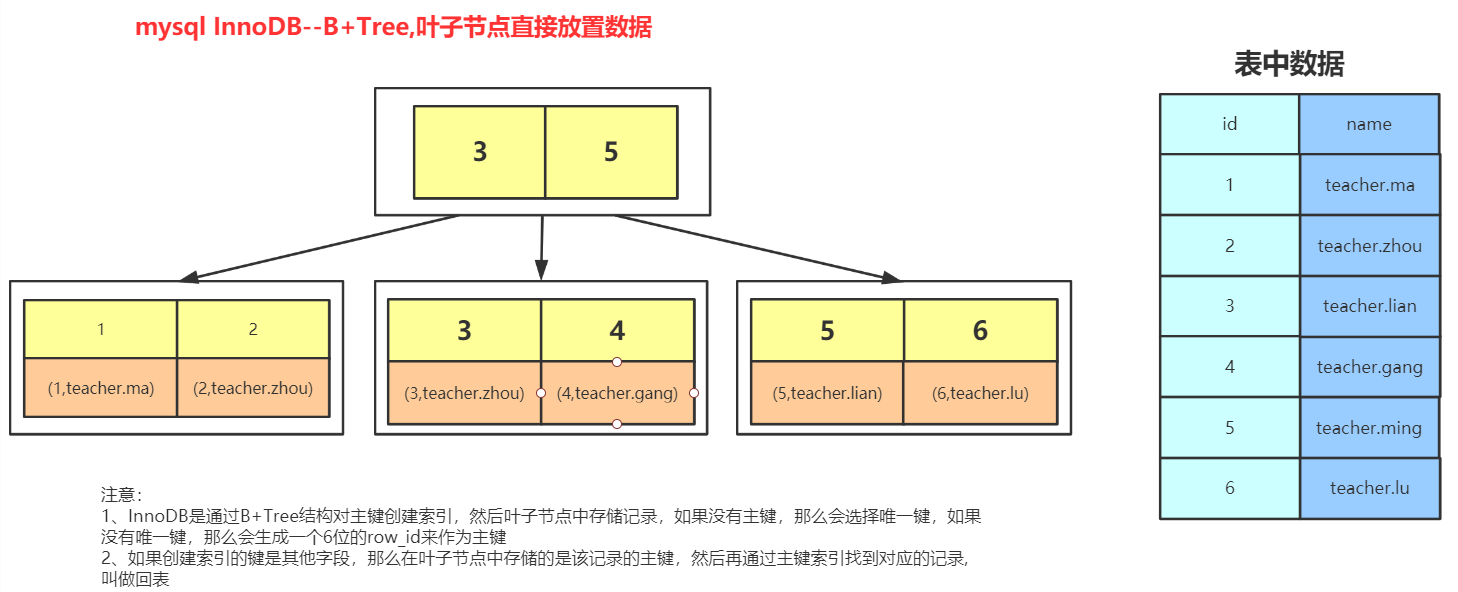 mysql InnoDB--B+Tree,叶子节点直接放置数据
表中数据
3 5
1 2
(1,teacher.ma) (2,teacher.zhou)
3 4
(3,teacher.zhou) (4,teacher.gang)
5 6
(5,teacher.lian) (6,teacher.lu)
id name
1 teacher.ma
2 teacher.zhou
3 teacher.lian
4 teacher.gang
5 teacher.ming
6 teacher.lu
注意：
1、InnoDB是通过B+Tree结构对主键创建索引，然后叶子节点中存储记录，如果没有主键，那么会选择唯一键，如果
没有唯一键，那么会生成一个6位的row_id来作为主键
2、如果创建索引的键是其他字段，那么在叶子节点中存储的是该记录的主键，然后再通过主键索引找到对应的记录,
叫做回表